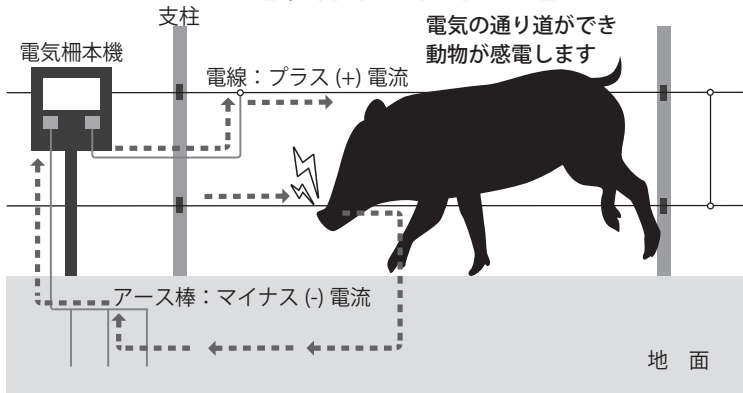 支柱
電気の通り道ができ
動物が感電します
電気柵本機
電線：プラス (+) 電流
アース棒：マイナス (-) 電流
地 面